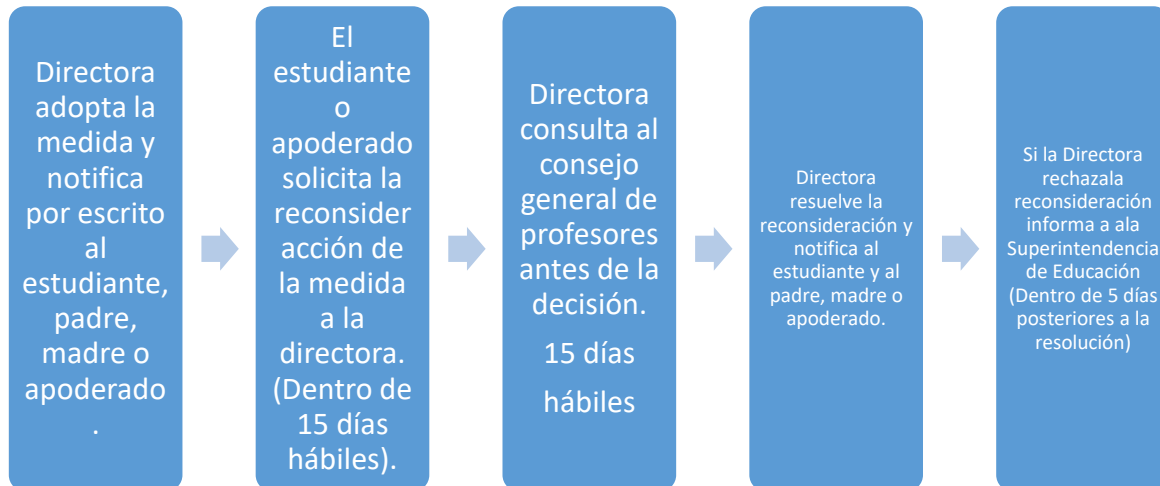 Directora
adopta la
medida y
notifica
por escrito
al
estudiante,
padre,
madre o
apoderado
.
El
estudiante
o
apoderado
solicita la
reconsider
acción de
la medida
a la
directora.
(Dentro de
15 días
hábiles).
Directora
consulta al
consejo
general de
profesores
antes de la
decisión.
15 días
hábiles
Directora
resuelve la
reconsideración y
notifica al
estudiante y al
padre, madre o
apoderado.
Si la Directora
rechazala
reconsideración
informa a ala
Superintendencia
de Educación
(Dentro de 5 días
posteriores a la
resolución)